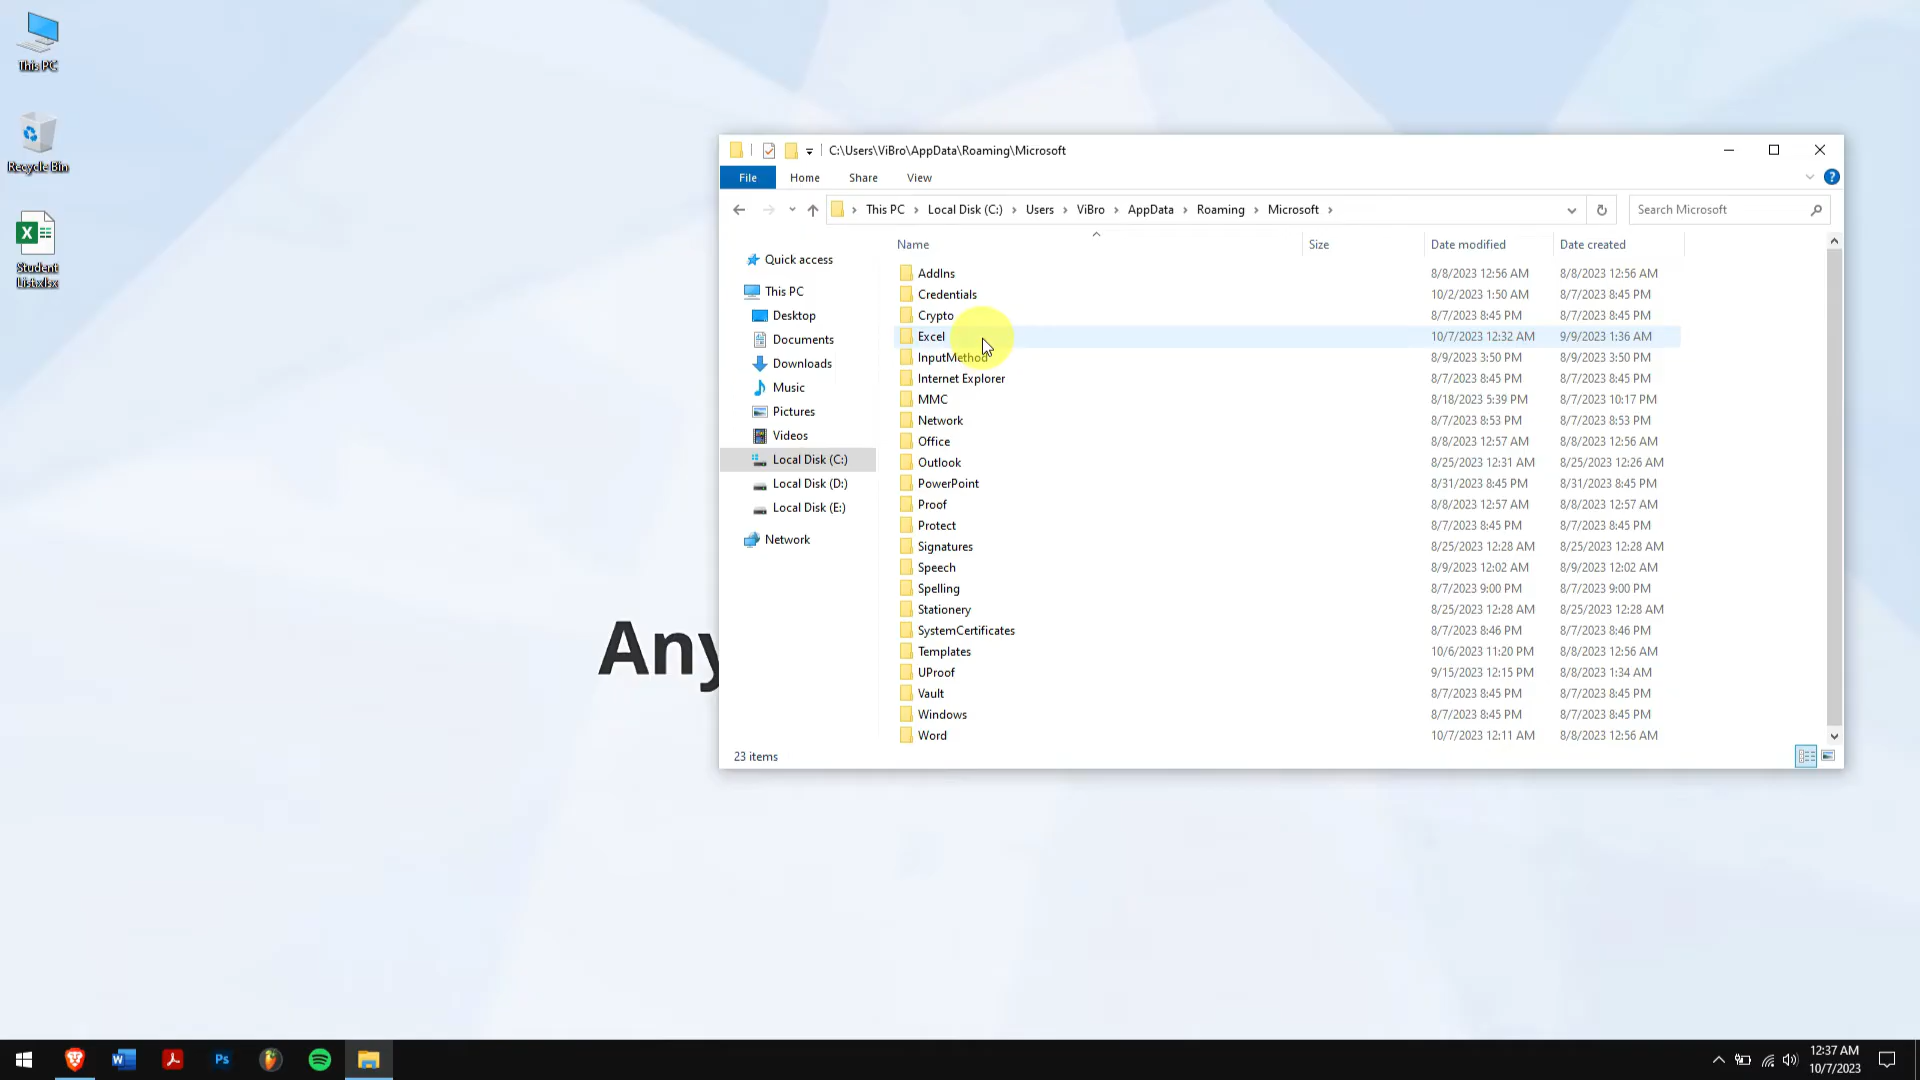 This PC
Recycle Bin
Student
List.xlsx
Any
C:\Users\ViBro\AppData\Roaming\Microsoft
File Home Share View
This PC Local Disk (C:) Users ViBro AppData Roaming Microsoft
Search Microsoft
Name Size Date modified Date created
Quick access
This PC
Desktop
Documents
Downloads
Music
Pictures
Videos
Local Disk (C:)
Local Disk (D:)
Local Disk (E:)
Network
AddIns 8/8/2023 12:56 AM 8/8/2023 12:56 AM
Credentials 10/2/2023 1:50 AM 8/7/2023 8:45 PM
Crypto 8/7/2023 8:45 PM 8/7/2023 8:45 PM
Excel 10/7/2023 12:32 AM 9/9/2023 1:36 AM
InputMethod 8/9/2023 3:50 PM 8/9/2023 3:50 PM
Internet Explorer 8/7/2023 8:45 PM 8/7/2023 8:45 PM
MMC 8/18/2023 5:39 PM 8/7/2023 10:17 PM
Network 8/7/2023 8:53 PM 8/7/2023 8:53 PM
Office 8/8/2023 12:57 AM 8/8/2023 12:56 AM
Outlook 8/25/2023 12:31 AM 8/25/2023 12:26 AM
PowerPoint 8/31/2023 8:45 PM 8/31/2023 8:45 PM
Proof 8/8/2023 12:57 AM 8/8/2023 12:57 AM
Protect 8/7/2023 8:45 PM 8/7/2023 8:45 PM
Signatures 8/25/2023 12:28 AM 8/25/2023 12:28 AM
Speech 8/9/2023 12:02 AM 8/9/2023 12:02 AM
Spelling 8/7/2023 9:00 PM 8/7/2023 9:00 PM
Stationery 8/25/2023 12:28 AM 8/25/2023 12:28 AM
SystemCertificates 8/7/2023 8:46 PM 8/7/2023 8:46 PM
Templates 10/6/2023 11:20 PM 8/8/2023 12:56 AM
UProof 9/15/2023 12:15 PM 8/8/2023 1:34 AM
Vault 8/7/2023 8:45 PM 8/7/2023 8:45 PM
Windows 8/7/2023 8:45 PM 8/7/2023 8:45 PM
Word 10/7/2023 12:11 AM 8/8/2023 12:56 AM
23 items
Ps
12:37 AM
10/7/2023